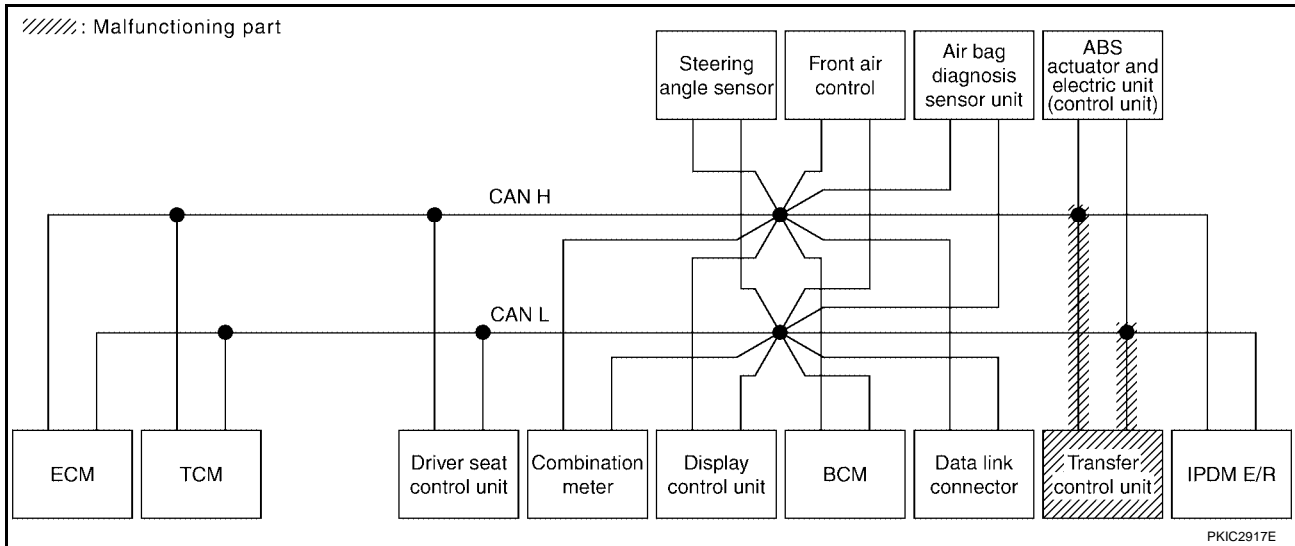 : Malfunctioning part
Steering
angle sensor
Front air
control
Air bag
diagnosis
sensor unit
ABS
actuator and
electric unit
(control unit)
CAN H
CAN L
ECM
TCM
Driver seat
control unit
Combination
meter
Display
control unit
BCM
Data link
connector
Transfer
control unit
IPDM E/R
PKIC2917E